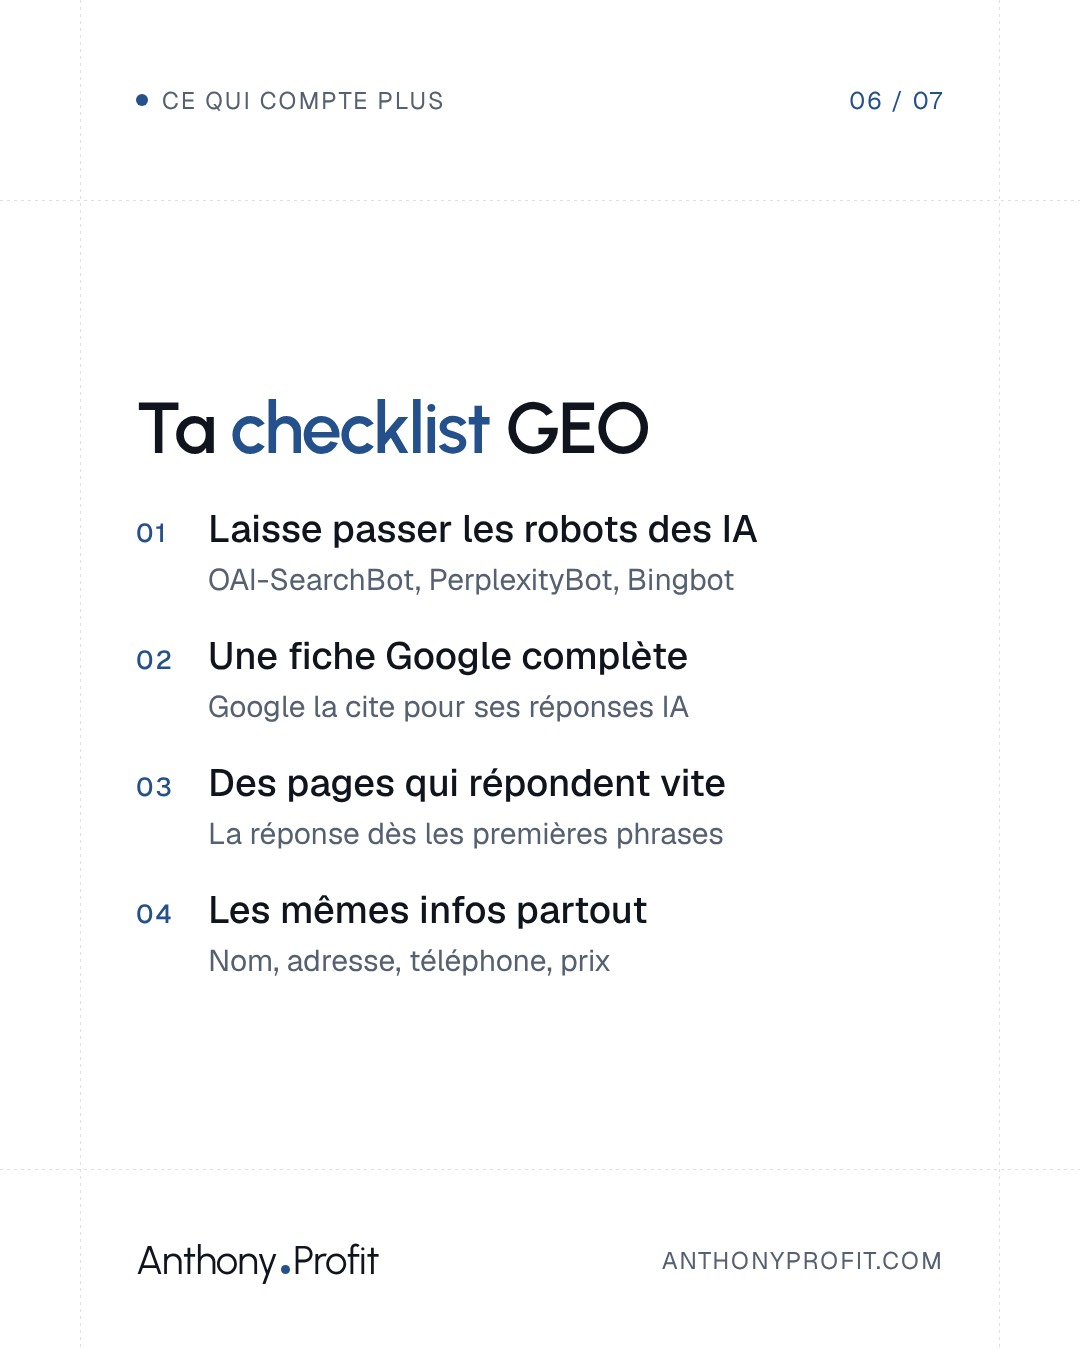 CE QUI COMPTE PLUS
06 / 07
Ta checklist GEO
01 Laisse passer les robots des IA
OAI-SearchBot, PerplexityBot, Bingbot
02 Une fiche Google complète
Google la cite pour ses réponses IA
03 Des pages qui répondent vite
La réponse dès les premières phrases
04 Les mêmes infos partout
Nom, adresse, téléphone, prix
Anthony.Profit
ANTHONYPROFIT.COM